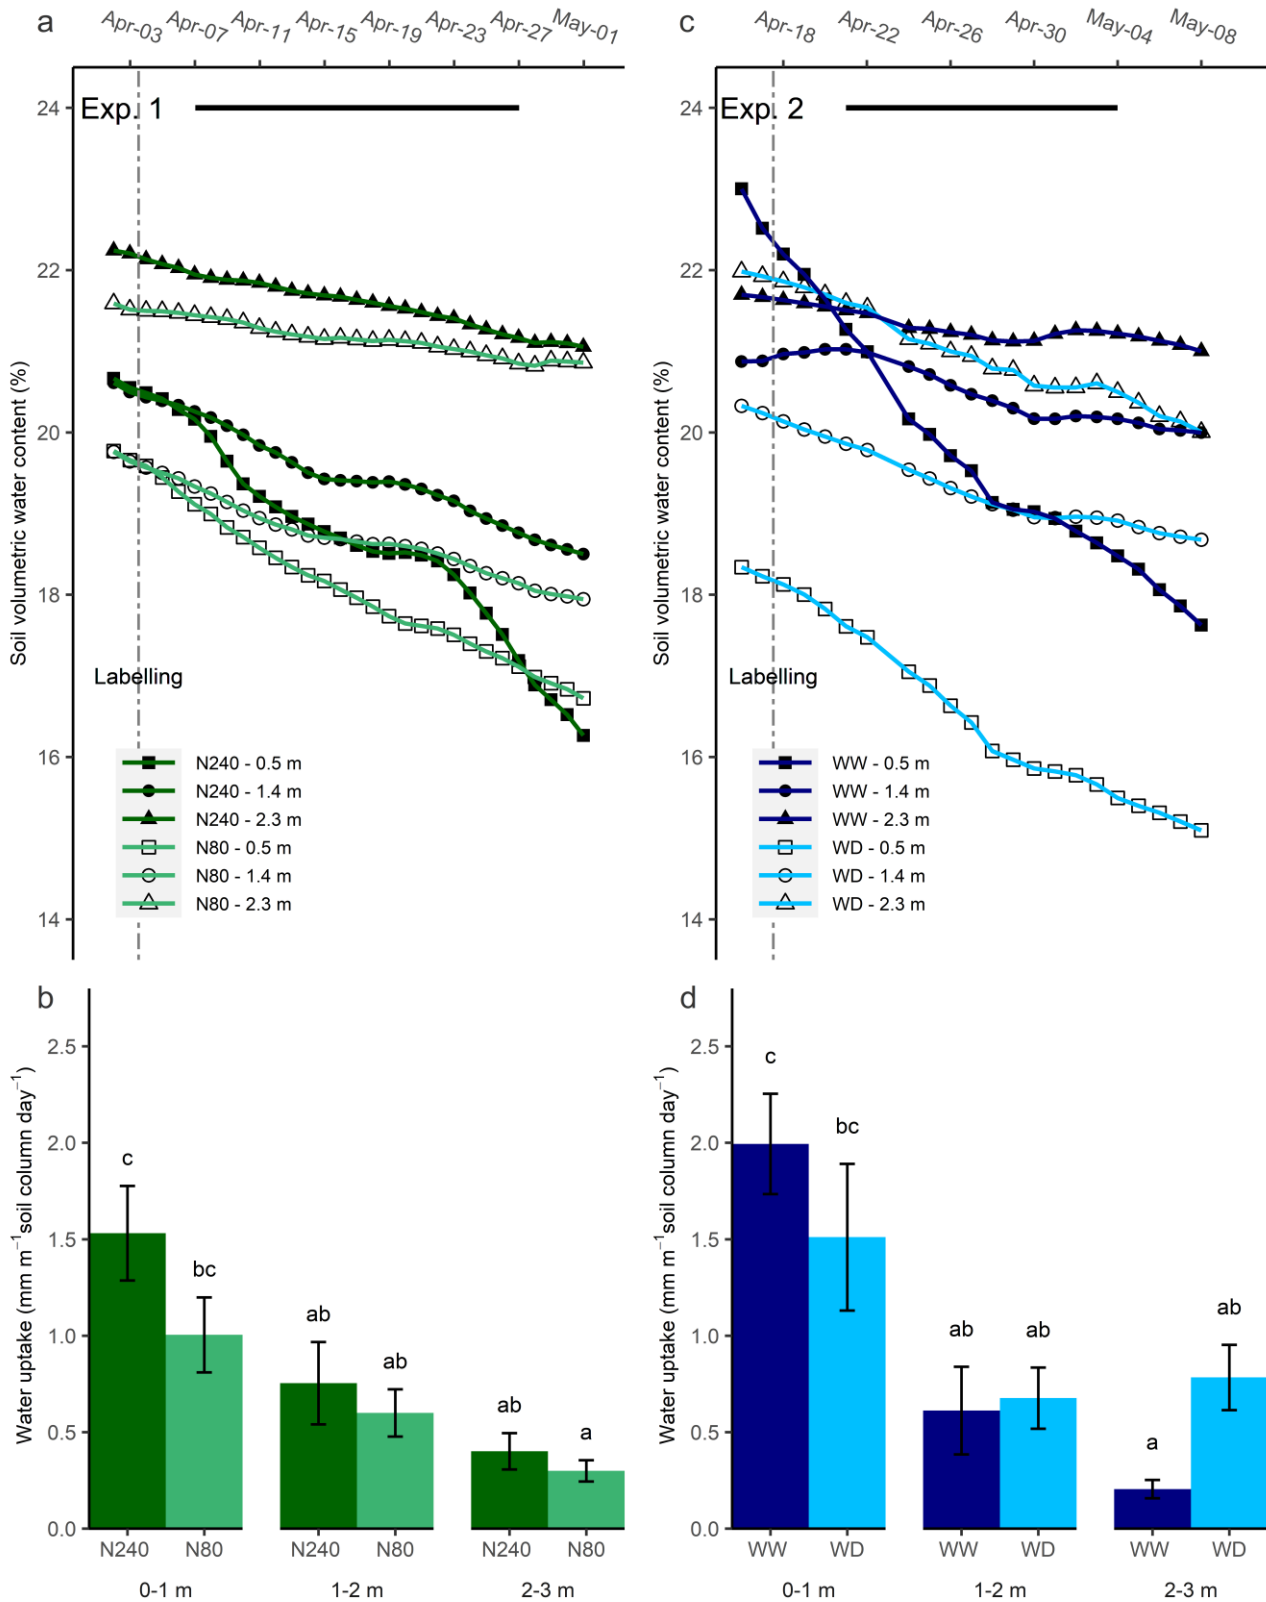 a
Apr-03 Apr-07 Apr-11 Apr-15 Apr-19 Apr-23 Apr-27 May-01
Exp. 1
24
22
20
18
16
14
Soil volumetric water content (%)
Labelling
N240 - 0.5 m
N240 - 1.4 m
N240 - 2.3 m
N80 - 0.5 m
N80 - 1.4 m
N80 - 2.3 m
c
Apr-18 Apr-22 Apr-26 Apr-30 May-04 May-08
Exp. 2
24
22
20
18
16
14
Soil volumetric water content (%)
Labelling
WW - 0.5 m
WW - 1.4 m
WW - 2.3 m
WD - 0.5 m
WD - 1.4 m
WD - 2.3 m
b
2.5
2.0
1.5
1.0
0.5
0.0
Water uptake (mm m⁻¹soil column day⁻¹)
c
bc
ab
ab
ab
a
N240 N80 N240 N80 N240 N80
0-1 m 1-2 m 2-3 m
d
2.5
2.0
1.5
1.0
0.5
0.0
Water uptake (mm m⁻¹soil column day⁻¹)
c
bc
ab
ab
a
ab
WW WD WW WD WW WD
0-1 m 1-2 m 2-3 m